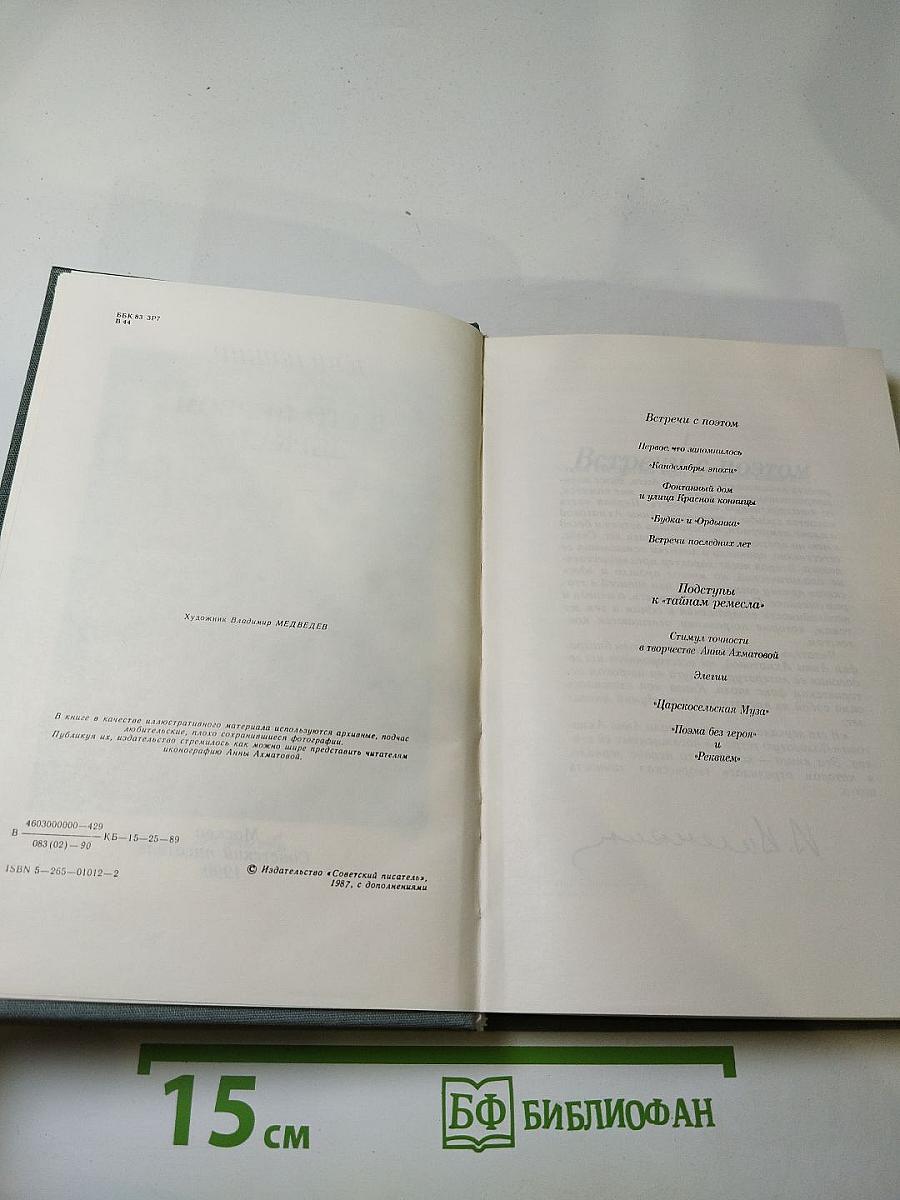 ББК 83 3Р7
В 44
Художник Владимир МЕДВЕДЕВ
В книге в качестве иллюстративного материала используются архивные, подчас
любительские, плохо сохранившиеся фотографии.
Публикуя их, издательство стремилось как можно шире представить читателям
иконографию Анны Ахматовой.
В 4603000000—429 КБ—15—25—89
083(02)—90
ISBN 5—265—01012—2
© Издательство «Советский писатель»,
1987, с дополнениями
Встречи с поэтом
Первое, что запомнилось
«Канделябры эпохи»
Фонтанный дом
и улица Красной конницы
«Будка» и «Ордынка»
Встречи последних лет
Подступы
к «тайнам ремесла»
Стимул точности
в творчестве Анны Ахматовой
Элегии
«Царскосельская Муза»
«Поэма без героя»
и
«Реквием»
15 см
БФ БИБЛИОФАН